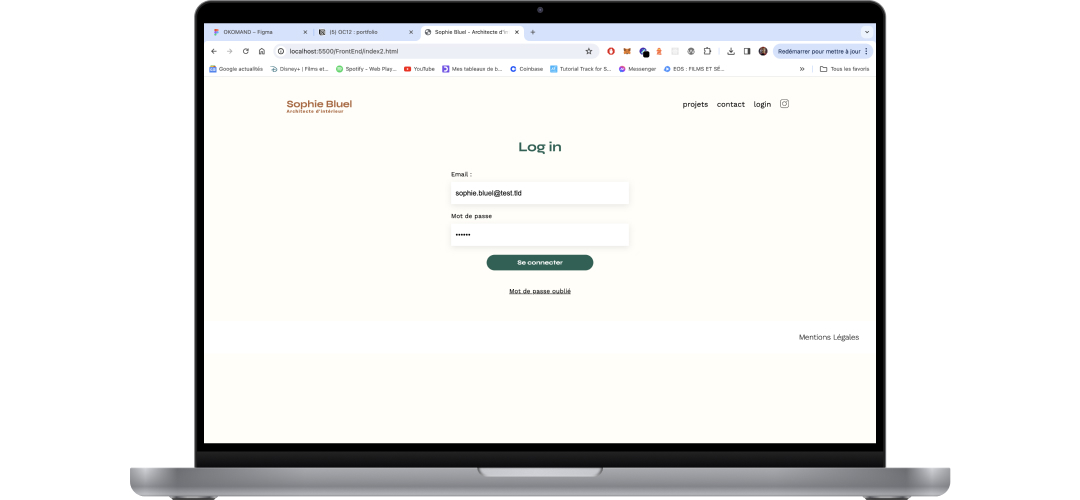 OKOMAND – Figma
(5) OC12 : portfolio
Sophie Bluel - Architecte d'in
localhost:5500/FrontEnd/index2.html
Redémarrer pour mettre à jour
Google actualités
Disney+ | Films et...
Spotify – Web Play...
YouTube
Mes tableaux de b...
Coinbase
Tutorial Track for S...
Messenger
EOS : FILMS ET SÉ...
Tous les favoris
Sophie Bluel
Architecte d'intérieur
projets contact login
Log in
Email :
sophie.bluel@test.tld
Mot de passe
Se connecter
Mot de passe oublié
Mentions Légales